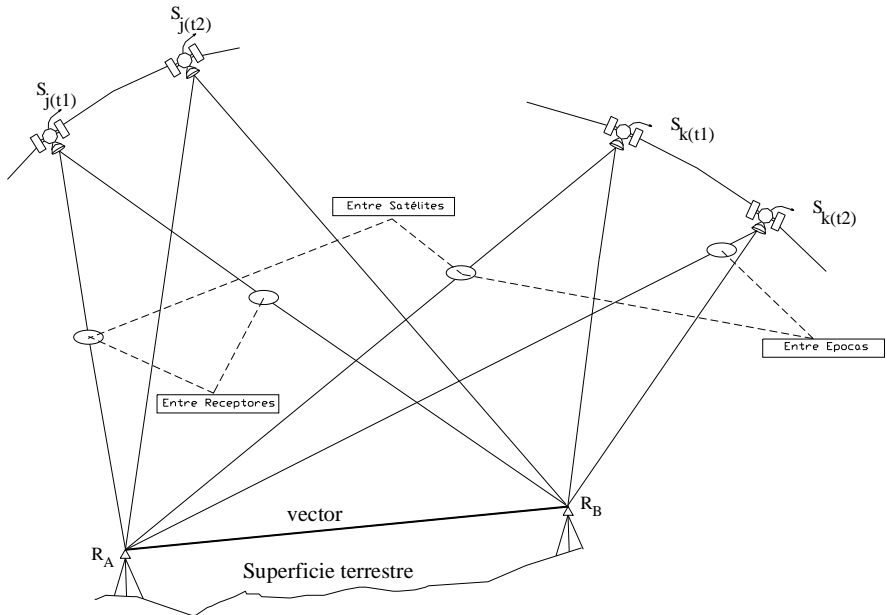 S j(t2)
S j(t1)
S k(t1)
S k(t2)
Entre Satélites
Entre Epocas
Entre Receptores
R B
vector
R A
Superficie terrestre